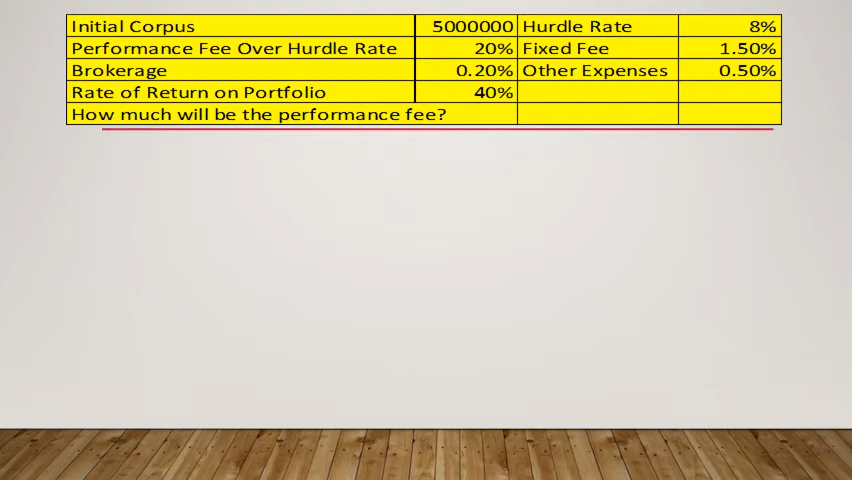 Initial Corpus 5000000 Hurdle Rate 8%
Performance Fee Over Hurdle Rate 20% Fixed Fee 1.50%
Brokerage 0.20% Other Expenses 0.50%
Rate of Return on Portfolio 40%
How much will be the performance fee?